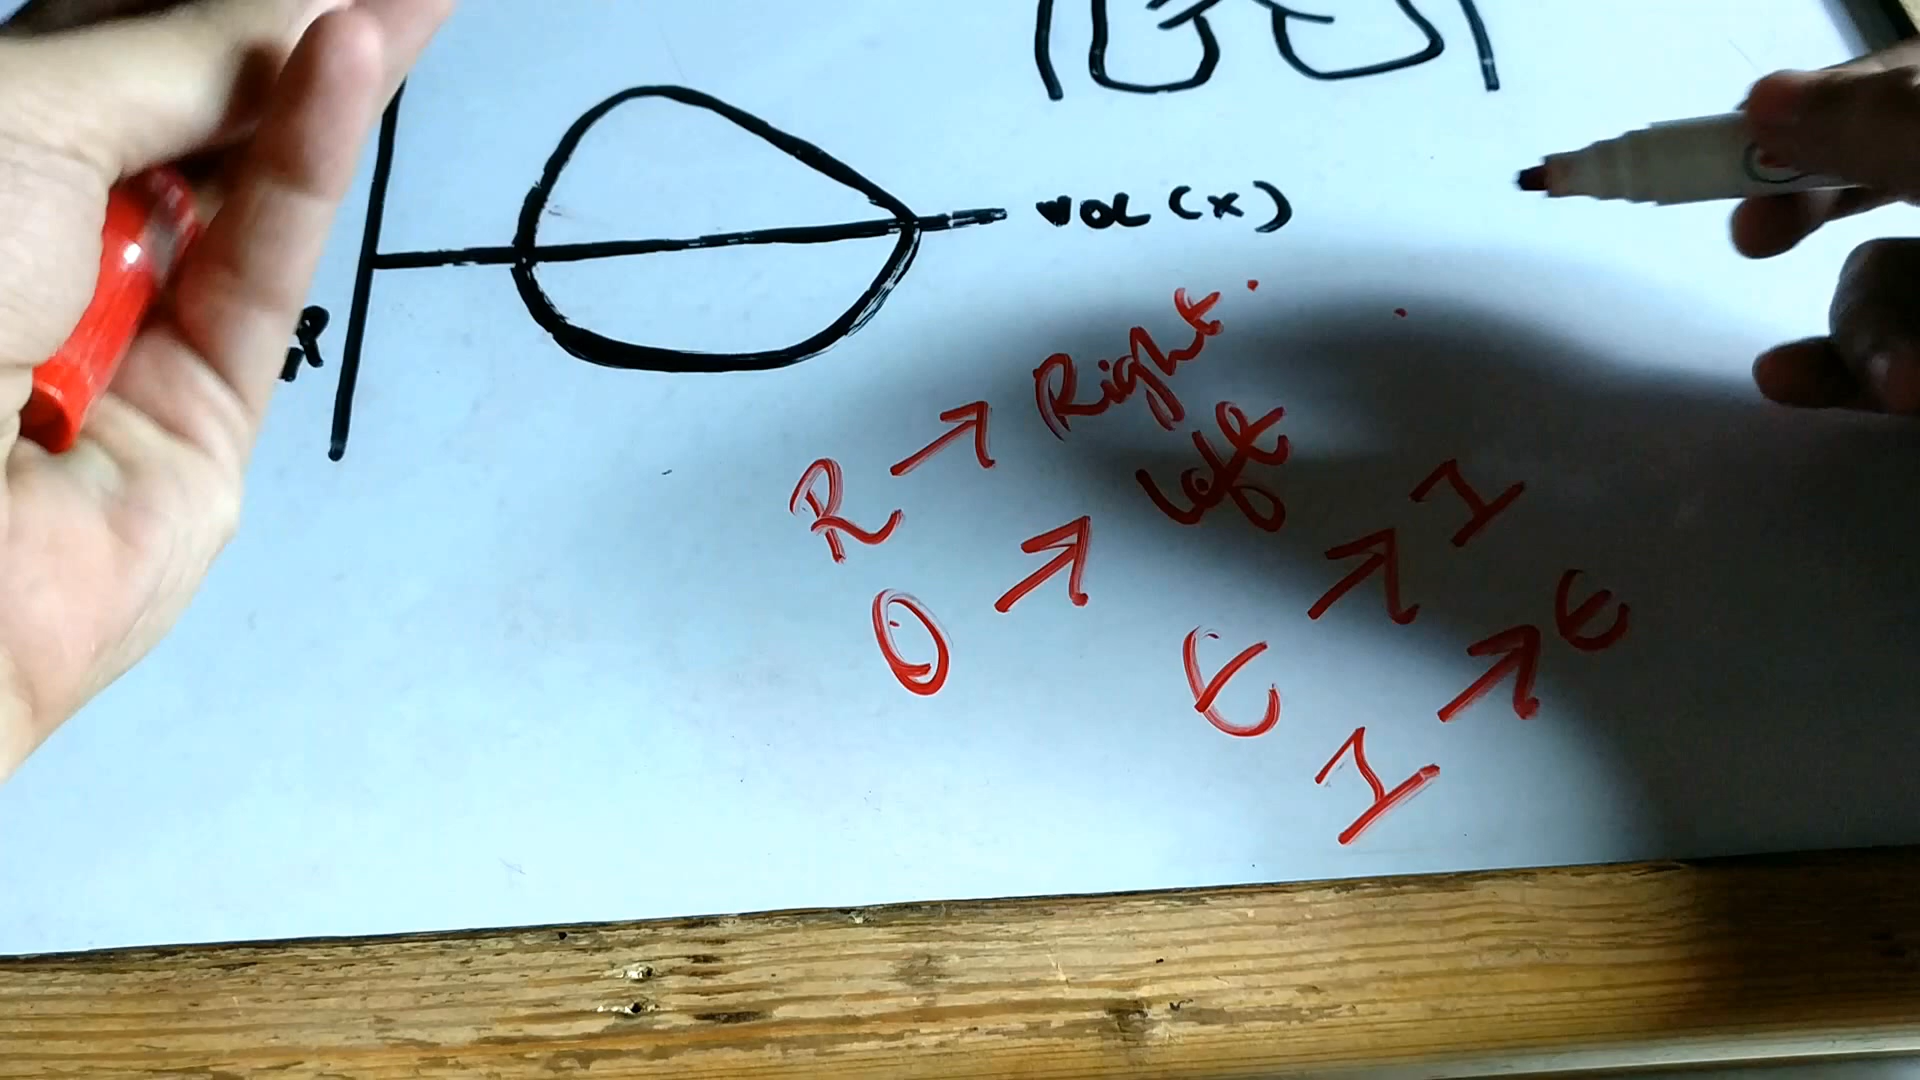 VOL (X)
R
R → Right.
O → Left
E → I
I → E